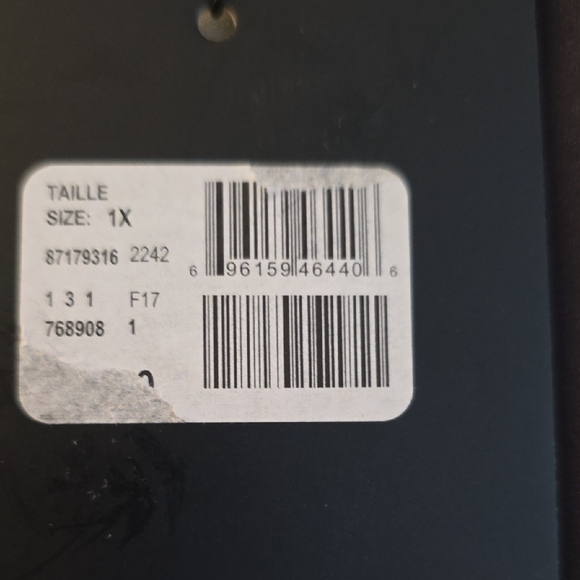 TAILLE
SIZE: 1X
87179316 2242
1 3 1 F17
768908 1
6 96159 46440 6